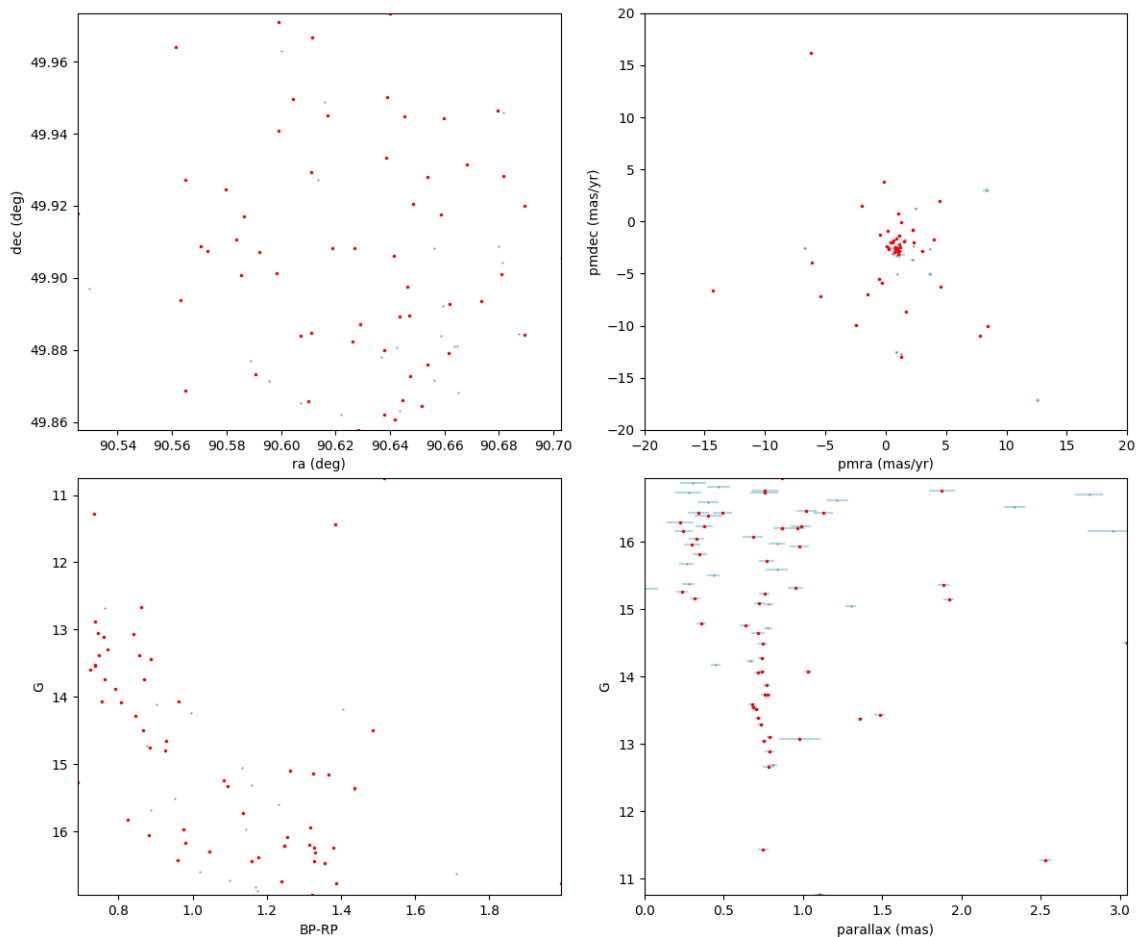 49.96
49.94
49.92
49.90
49.88
49.86
dec (deg)
90.54 90.56 90.58 90.60 90.62 90.64 90.66 90.68 90.70
ra (deg)
20
15
10
5
0
−5
−10
−15
−20
pmdec (mas/yr)
−20 −15 −10 −5 0 5 10 15 20
pmra (mas/yr)
11
12
13
14
15
16
G
0.8 1.0 1.2 1.4 1.6 1.8
BP-RP
16
15
14
13
12
11
G
0.0 0.5 1.0 1.5 2.0 2.5 3.0
parallax (mas)